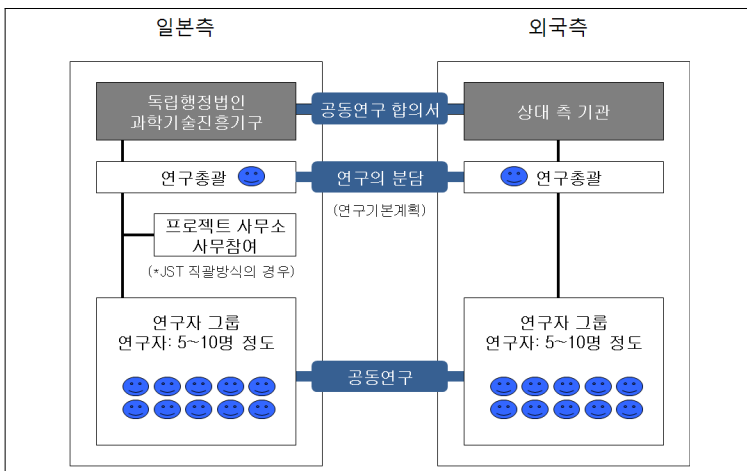 일본측
외국측
독립행정법인
과학기술진흥기구
공동연구 합의서
상대 측 기관
연구총괄
연구의 분담
연구총괄
(연구기본계획)
프로젝트 사무소
사무참여
(*JST 직괄방식의 경우)
연구자 그룹
연구자: 5~10명 정도
연구자 그룹
연구자: 5~10명 정도
공동연구